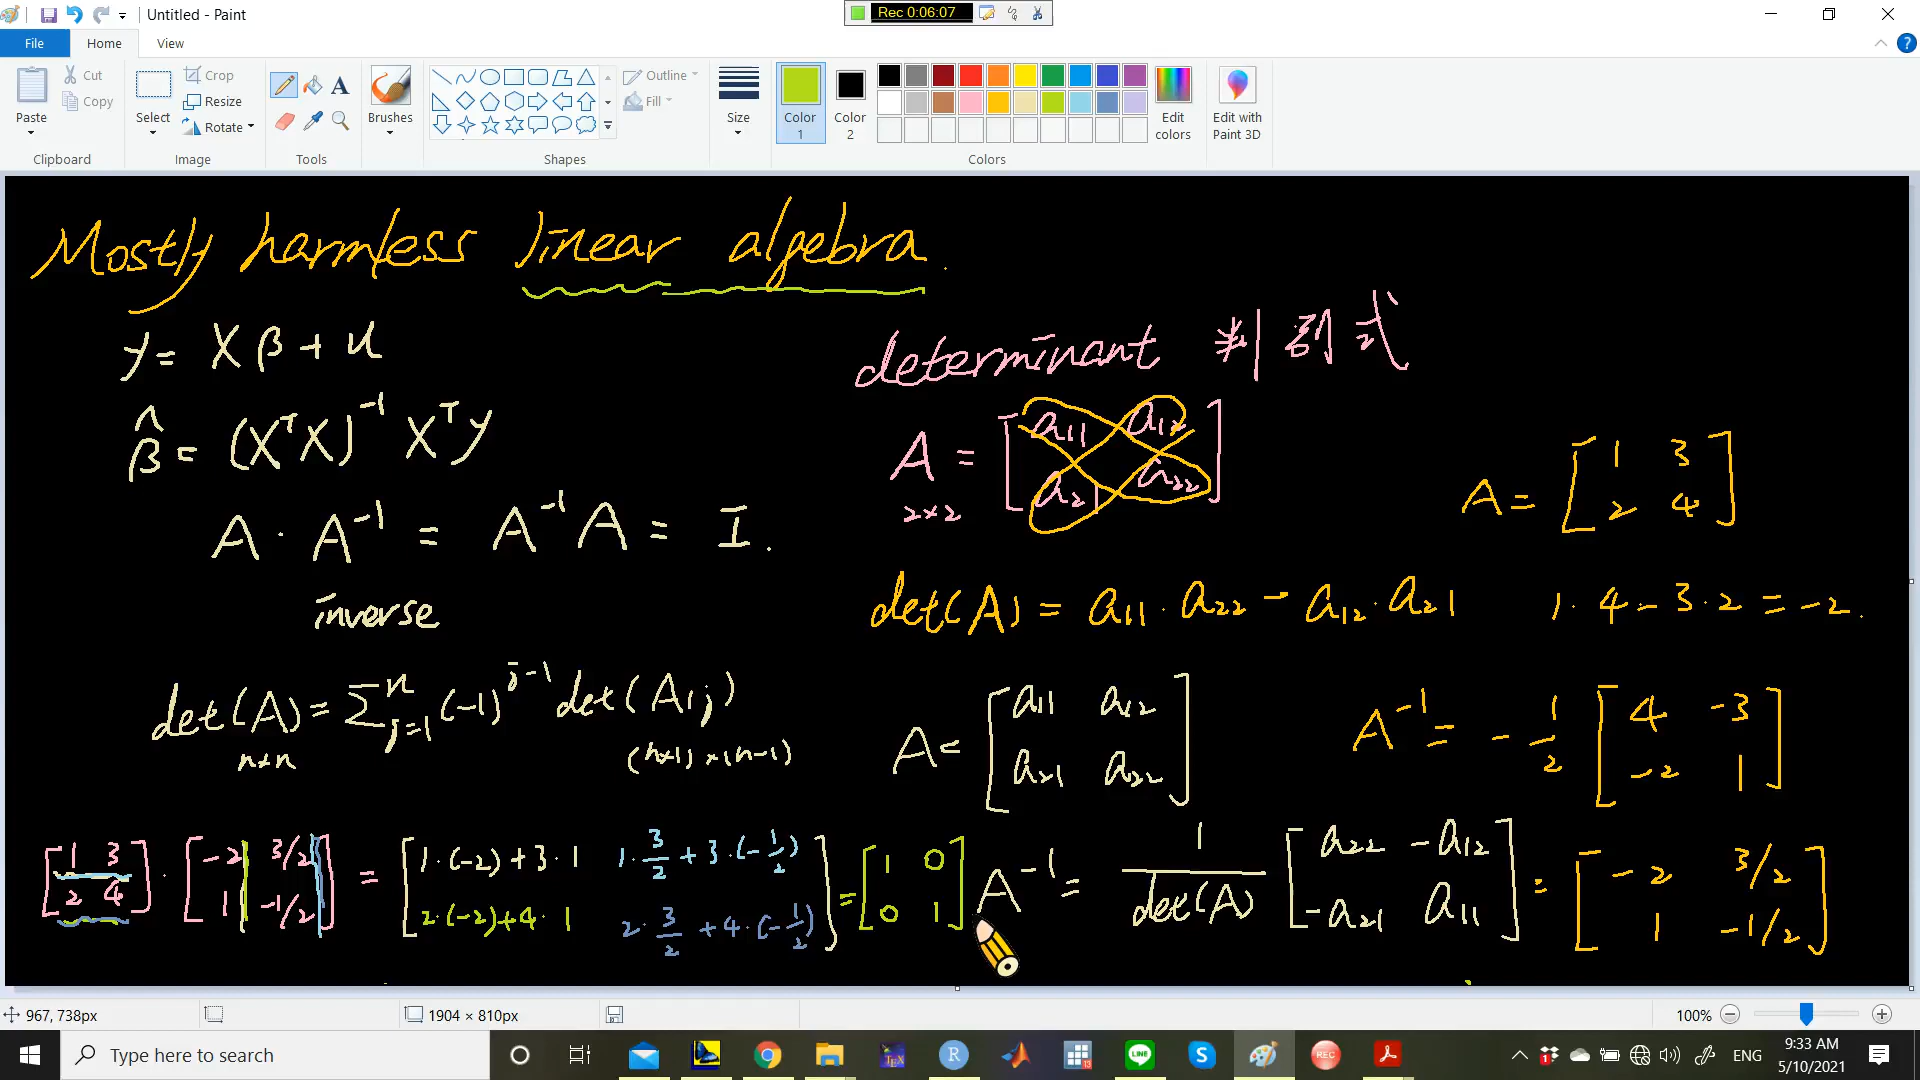 Untitled - Paint
Rec 0:06:07
File Home View
Cut
Copy
Paste
Clipboard
Select
Crop
Resize
Rotate
Image
Tools
Brushes
Outline
Fill
Shapes
Size
Color 1
Color 2
Colors
Edit colors
Edit with Paint 3D
Mostly harmless linear algebra.
y = Xβ + u
β̂ = (XᵀX)⁻¹ Xᵀy
A · A⁻¹ = A⁻¹A = I.
inverse
det(A) = Σⁿⱼ₌₁ (-1)ʲ⁻¹ det(A₁ⱼ)
n×n (n-1)×(n-1)
[1 3; 2 4] · [-2 3/2; 1 -1/2] = [1·(-2)+3·1 1·3/2+3·(-1/2); 2·(-2)+4·1 2·3/2+4·(-1/2)] = [1 0; 0 1]
determinant 判別式
A = [a11 a12; a21 a22]
2×2
det(A) = a11·a22 - a12·a21
A = [a11 a12; a21 a22]
A⁻¹ = 1/det(A) [a22 -a12; -a21 a11] = [-2 3/2; 1 -1/2]
A = [1 3; 2 4]
1·4 - 3·2 = -2.
A⁻¹ = -1/2 [4 -3; -2 1]
967, 738px
1904 × 810px
100%
Type here to search
ENG
9:33 AM
5/10/2021